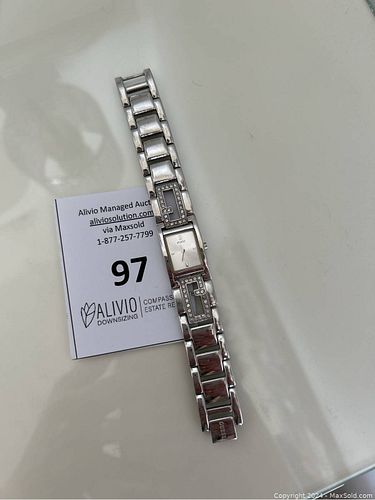 Alivio Managed Auct
aliviosolution.com
via Maxsold
1-877-257-7799
97
ALIVIO
DOWNSIZING
COMPASS
ESTATE RE
Copyright 2024 - MaxSold.com